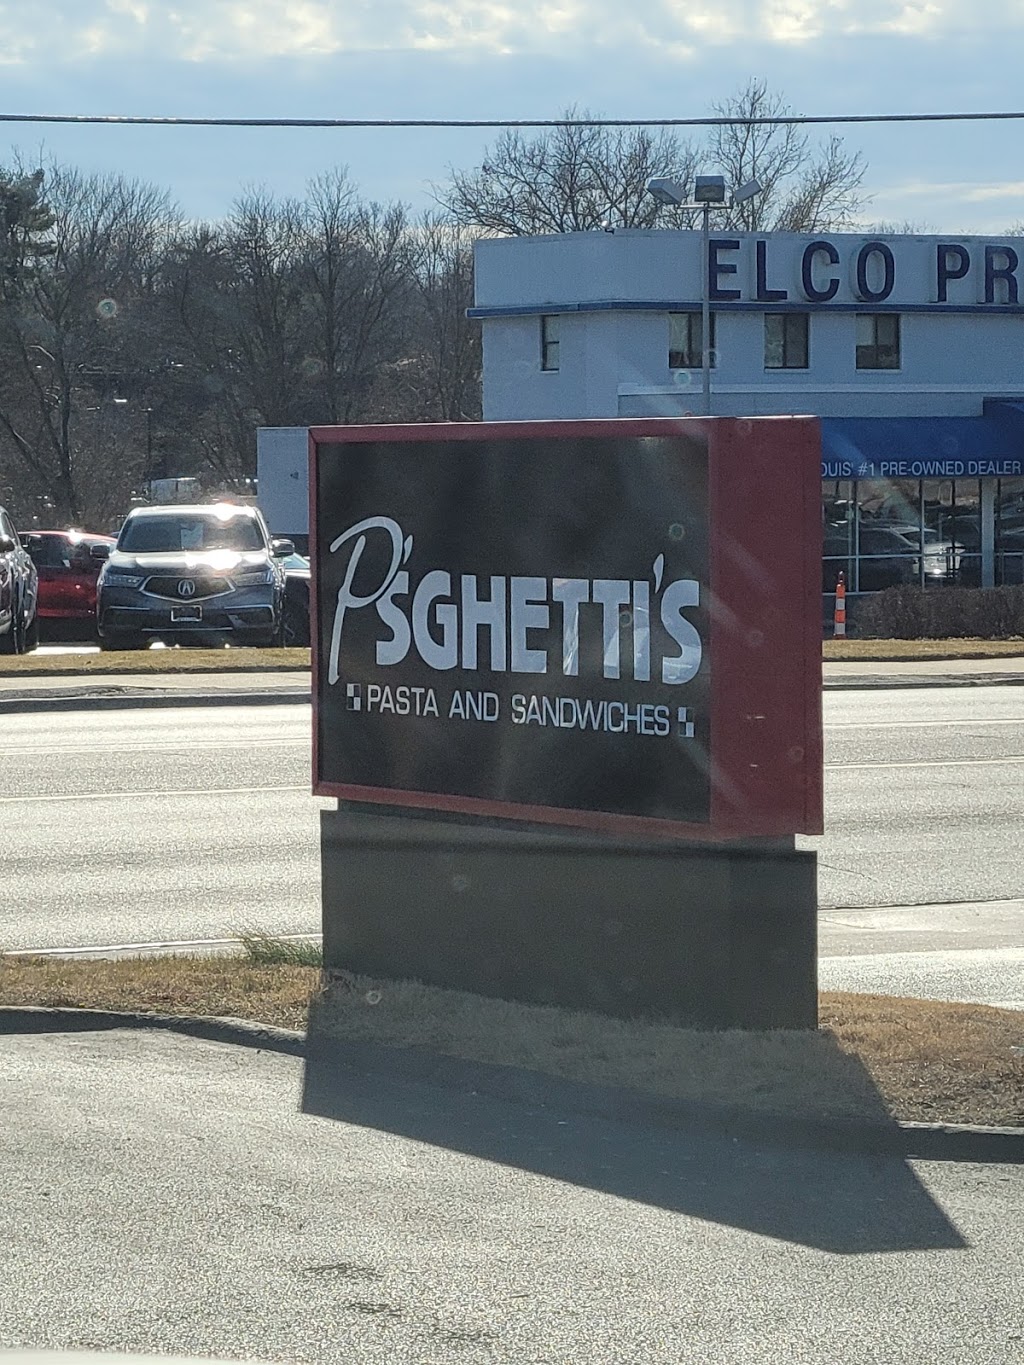 ELCO PR
OUIS' #1 PRE-OWNED DEALER
P'SGHETTI'S
PASTA AND SANDWICHES